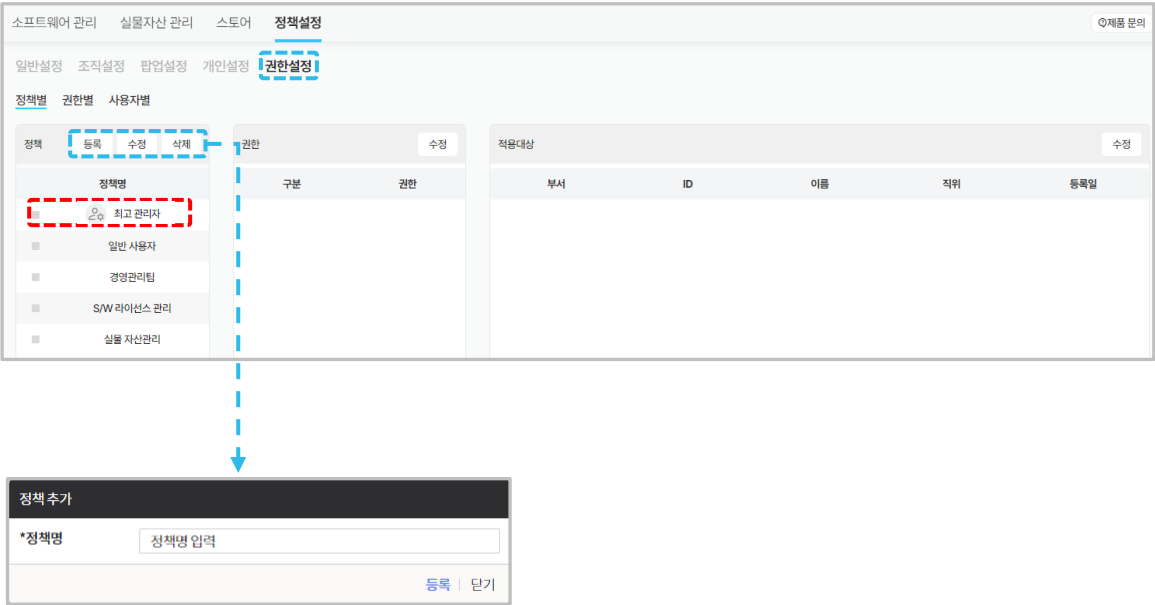 소프트웨어 관리 실물자산 관리 스토어 정책설정 제품 문의
일반설정 조직설정 팝업설정 개인설정 권한설정
정책별 권한별 사용자별
정책 등록 수정 삭제 권한 수정 적용대상 수정
정책명 구분 권한 부서 ID 이름 직위 등록일
최고 관리자
일반 사용자
경영관리팀
S/W 라이선스 관리
실물 자산관리
정책 추가
*정책명 정책명 입력
등록 | 닫기